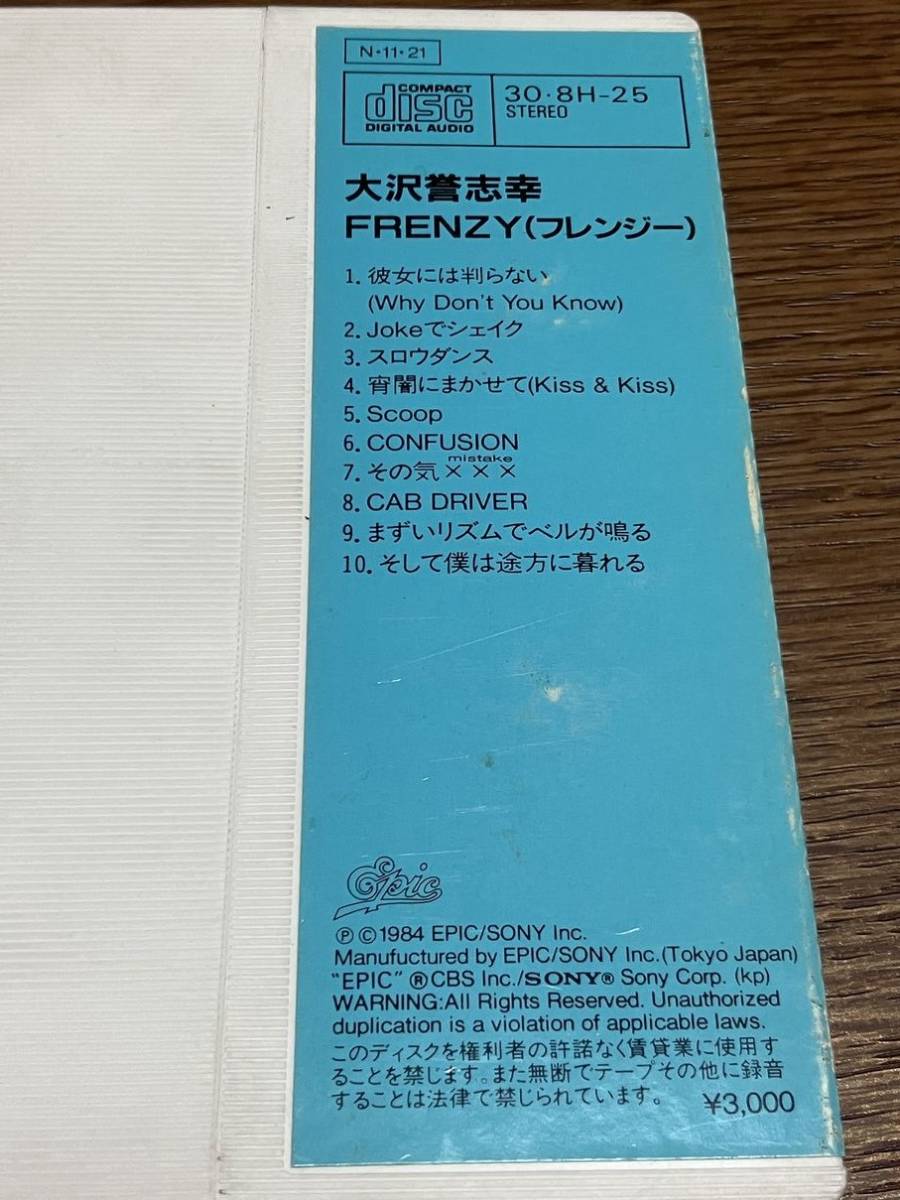 N・11・21
COMPACT
disc
DIGITAL AUDIO
30・8H-25
STEREO
大沢誉志幸
FRENZY(フレンジー)
1. 彼女には判らない
(Why Don't You Know)
2. Jokeでシェイク
3. スロウダンス
4. 宵闇にまかせて(Kiss & Kiss)
5. Scoop
6. CONFUSION
mistake
7. その気×××
8. CAB DRIVER
9. まずいリズムでベルが鳴る
10. そして僕は途方に暮れる
Epic
Ⓟ©1984 EPIC/SONY Inc.
Manufuctured by EPIC/SONY Inc.(Tokyo Japan)
"EPIC" ®CBS Inc./SONY® Sony Corp. (kp)
WARNING:All Rights Reserved. Unauthorized
duplication is a violation of applicable laws.
このディスクを権利者の許諾なく賃貸業に使用す
ることを禁じます。また無断でテープその他に録音
することは法律で禁じられています。 ¥3,000